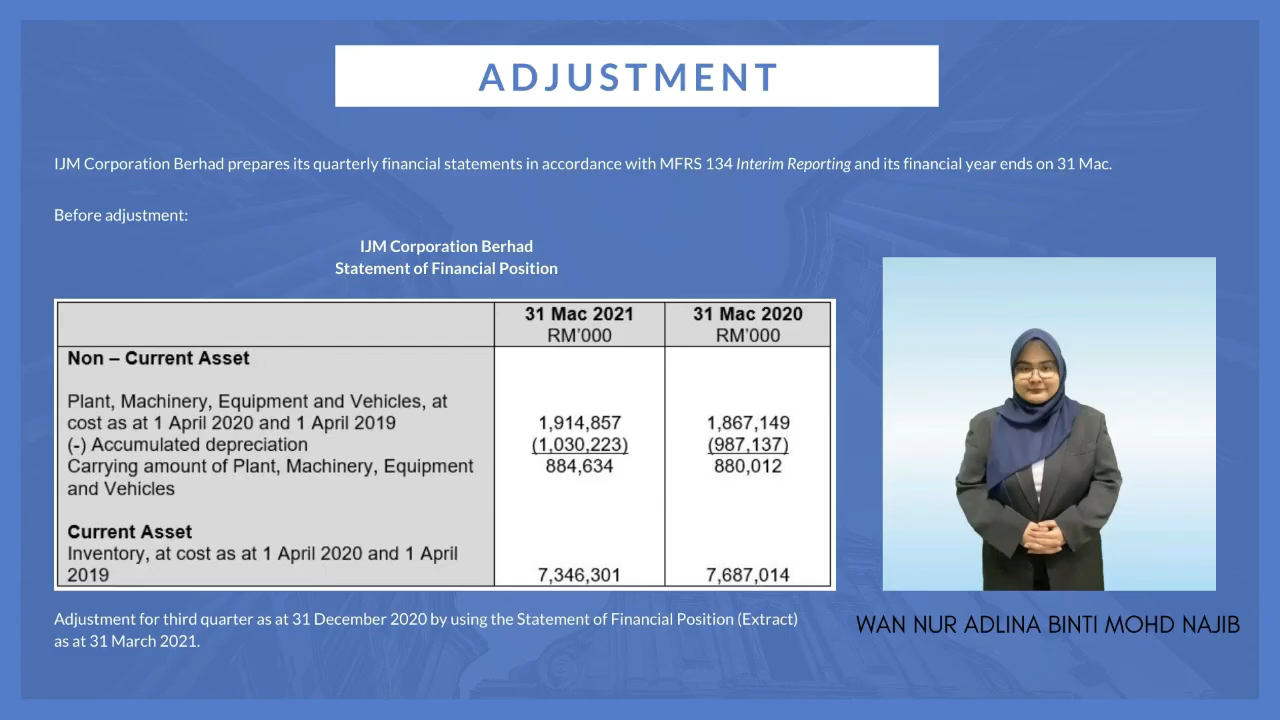 ADJUSTMENT
IJM Corporation Berhad prepares its quarterly financial statements in accordance with MFRS 134 Interim Reporting and its financial year ends on 31 Mac.
Before adjustment:
IJM Corporation Berhad
Statement of Financial Position
31 Mac 2021 31 Mac 2020
RM'000 RM'000
Non – Current Asset
Plant, Machinery, Equipment and Vehicles, at
cost as at 1 April 2020 and 1 April 2019 1,914,857 1,867,149
(-) Accumulated depreciation (1,030,223) (987,137)
Carrying amount of Plant, Machinery, Equipment 884,634 880,012
and Vehicles
Current Asset
Inventory, at cost as at 1 April 2020 and 1 April
2019 7,346,301 7,687,014
Adjustment for third quarter as at 31 December 2020 by using the Statement of Financial Position (Extract)
as at 31 March 2021.
WAN NUR ADLINA BINTI MOHD NAJIB